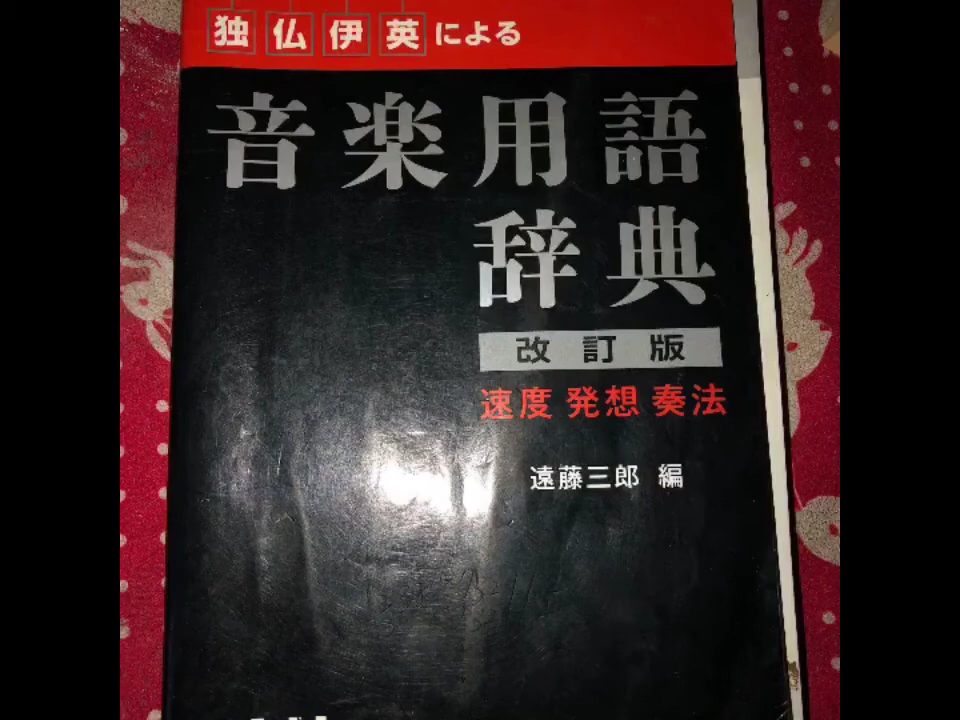 独仏伊英による
音楽用語
辞典
改訂版
速度 発想 奏法
遠藤三郎 編